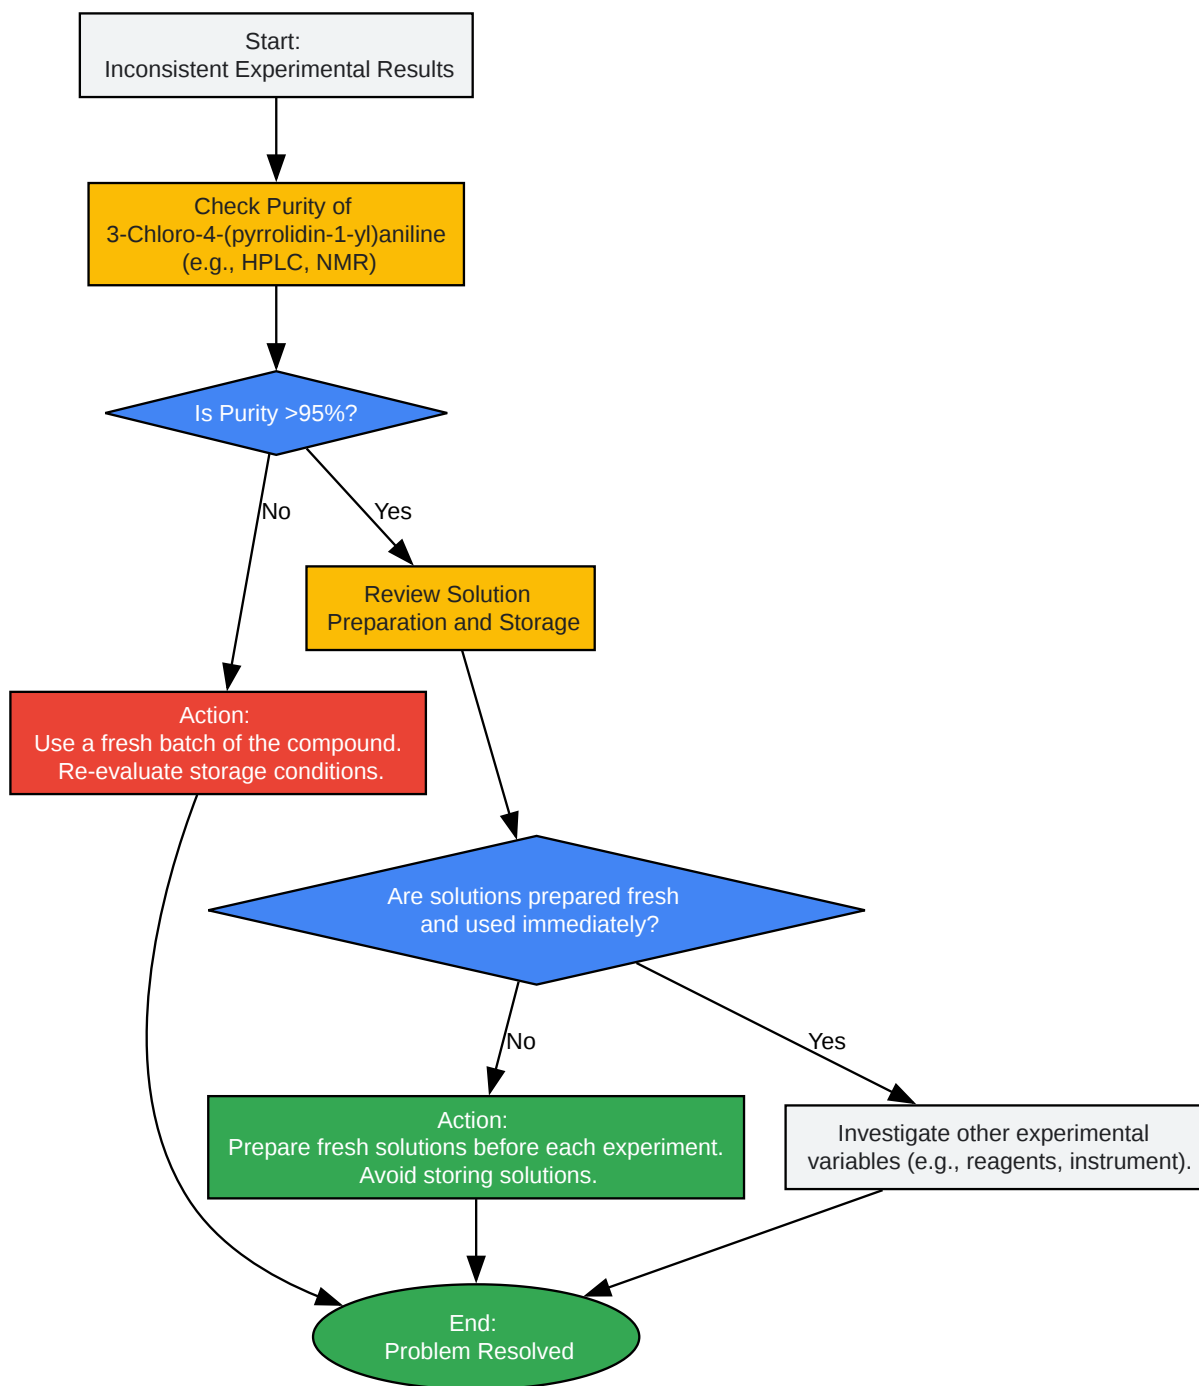 Start:
Inconsistent Experimental Results
Check Purity of
3-Chloro-4-(pyrrolidin-1-yl)aniline
(e.g., HPLC, NMR)
Is Purity >95%?
No
Yes
Review Solution
Preparation and Storage
Action:
Use a fresh batch of the compound.
Re-evaluate storage conditions.
Are solutions prepared fresh
and used immediately?
No
Yes
Action:
Prepare fresh solutions before each experiment.
Avoid storing solutions.
Investigate other experimental
variables (e.g., reagents, instrument).
End:
Problem Resolved